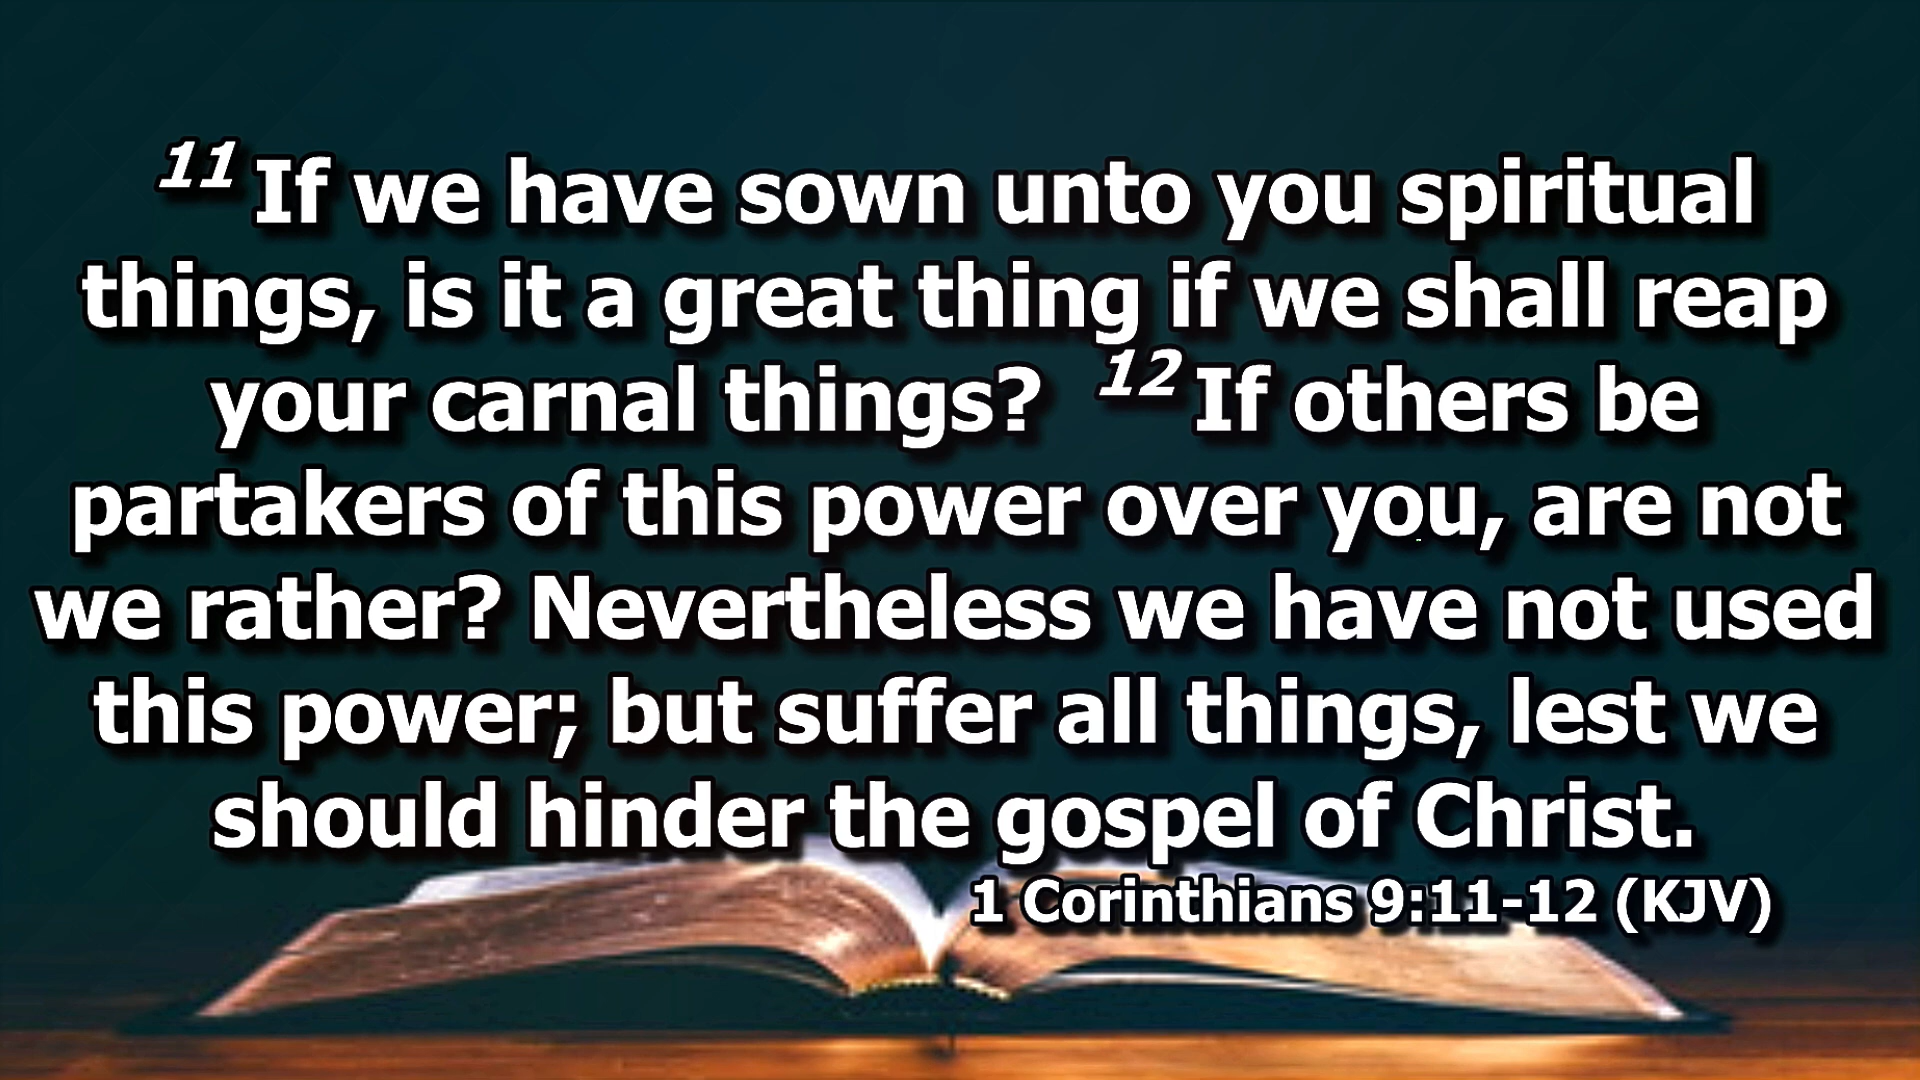 11 If we have sown unto you spiritual
things, is it a great thing if we shall reap
your carnal things? 12 If others be
partakers of this power over you, are not
we rather? Nevertheless we have not used
this power; but suffer all things, lest we
should hinder the gospel of Christ.
1 Corinthians 9:11-12 (KJV)